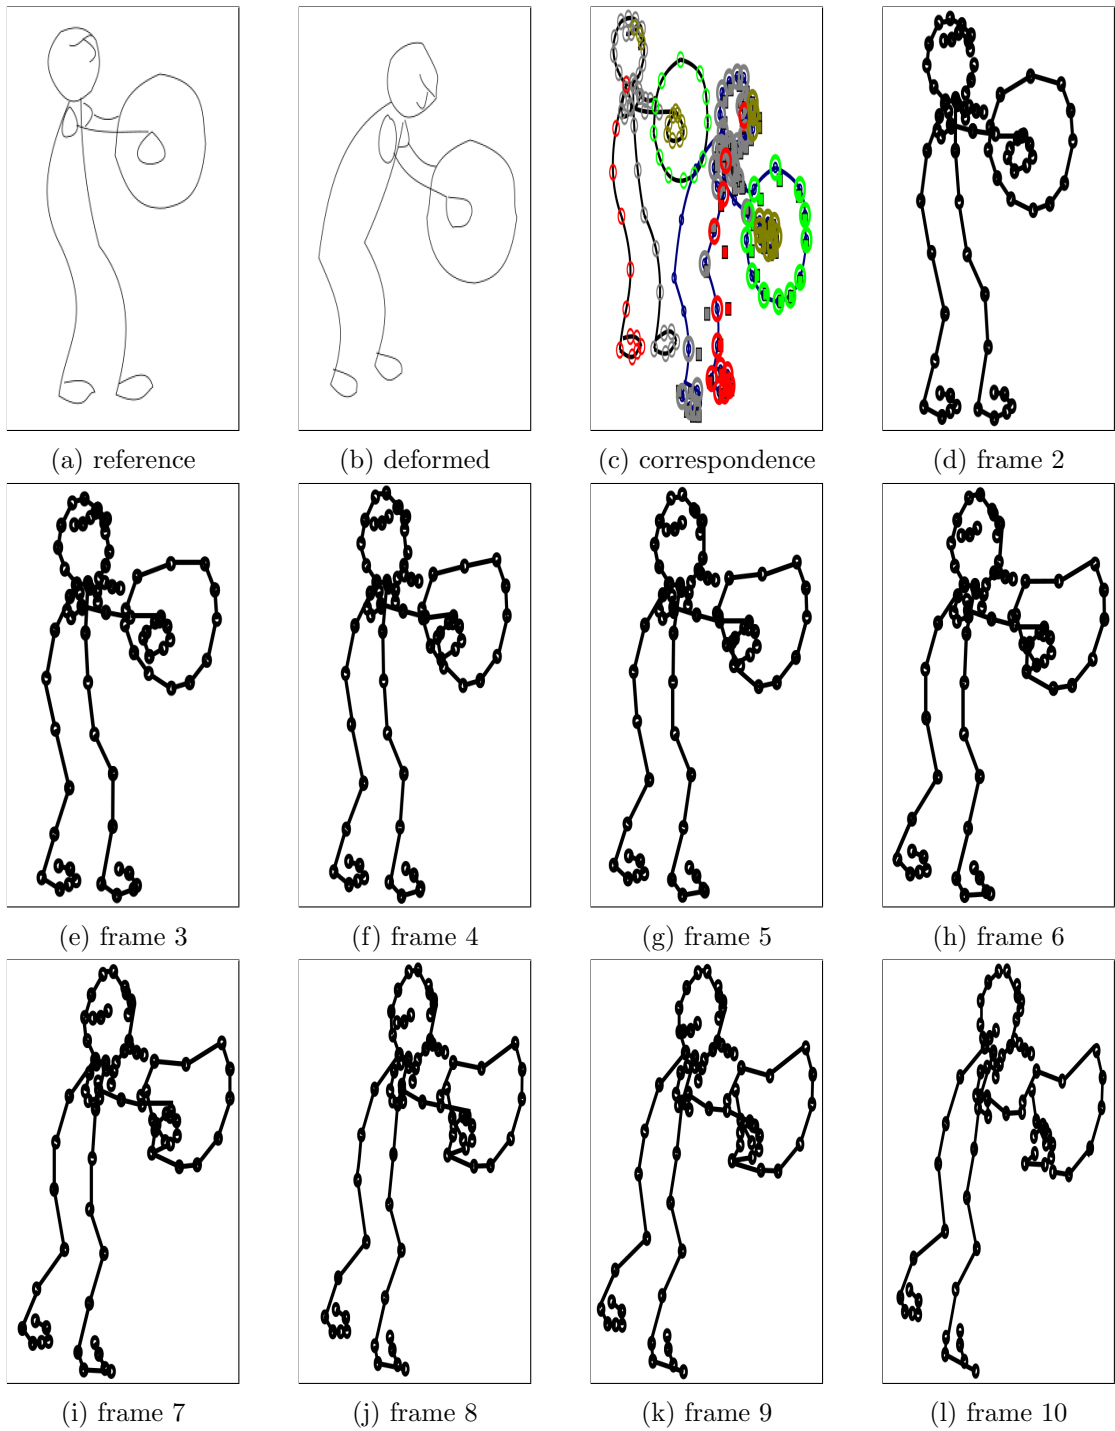 (a) reference (b) deformed (c) correspondence (d) frame 2
(e) frame 3 (f) frame 4 (g) frame 5 (h) frame 6
(i) frame 7 (j) frame 8 (k) frame 9 (l) frame 10